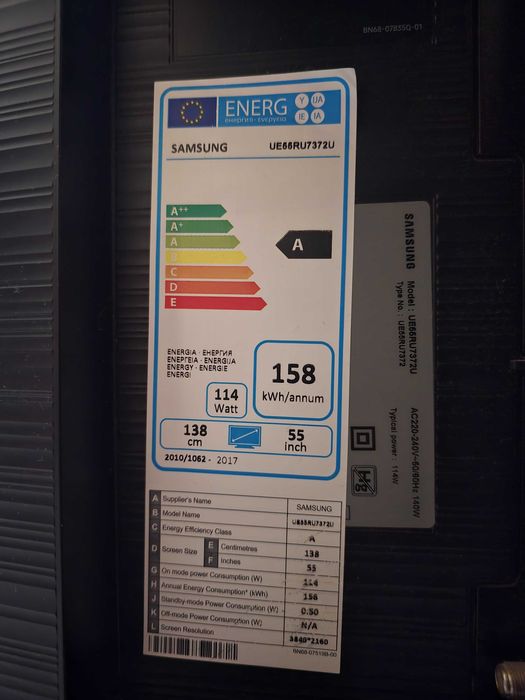 BN68-07835Q-01
ENERG Y UA IE IA
енергия · ενεργεια
SAMSUNG UE55RU7372U
A++
A+
A
B
C
D
E
A
ENERGIA · ЕНЕРГИЯ
ΕΝΕΡΓΕΙΑ · ENERGIJA
ENERGY · ENERGIE
ENERGI
158
kWh/annum
114
Watt
138
cm
55
inch
2010/1062 - 2017
A Supplier's Name SAMSUNG
B Model Name UE55RU7372U
C Energy Efficiency Class A
D Screen Size E Centimetres 138
F Inches 55
G On mode power Consumption (W) 114
H Annual Energy Consumption* (kWh) 158
J Standby-mode Power Consumption (W) 0.50
K Off-mode Power Consumption (W) N/A
L Screen Resolution 3840*2160
BN68-07519B-00
SAMSUNG
Model : UE55RU7372U
Type No. : UE55RU7372
AC220-240V~50/60Hz 140W
Typical power : 114W